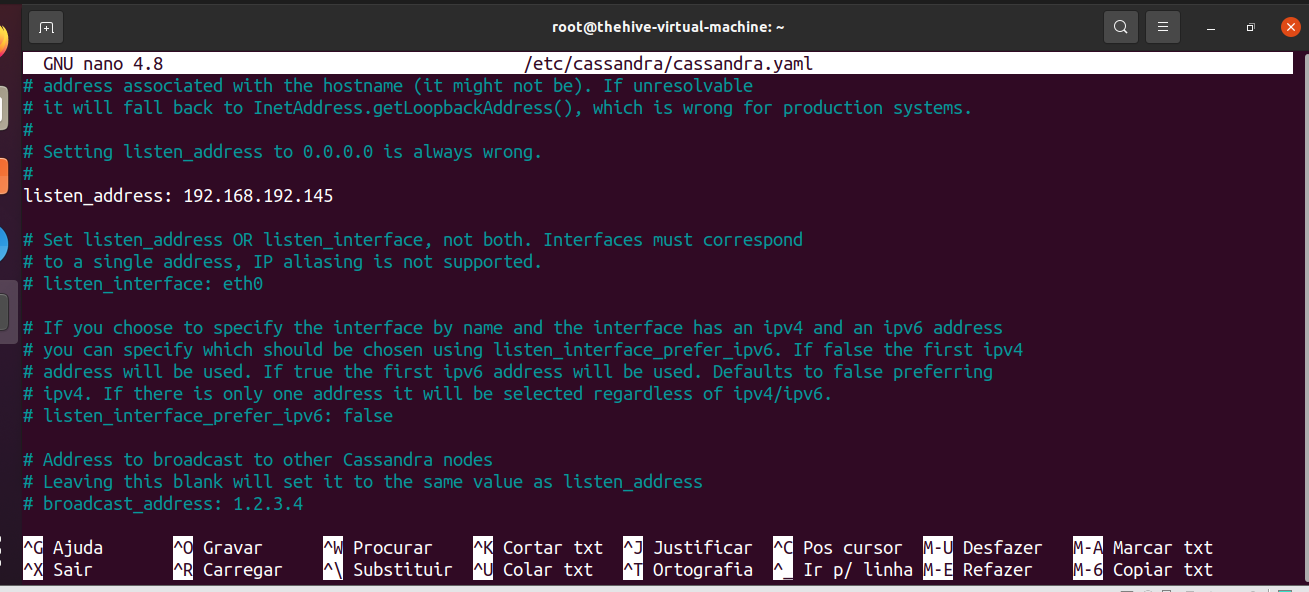 root@thehive-virtual-machine: ~
GNU nano 4.8 /etc/cassandra/cassandra.yaml
# address associated with the hostname (it might not be). If unresolvable
# it will fall back to InetAddress.getLoopbackAddress(), which is wrong for production systems.
#
# Setting listen_address to 0.0.0.0 is always wrong.
#
listen_address: 192.168.192.145
# Set listen_address OR listen_interface, not both. Interfaces must correspond
# to a single address, IP aliasing is not supported.
# listen_interface: eth0
# If you choose to specify the interface by name and the interface has an ipv4 and an ipv6 address
# you can specify which should be chosen using listen_interface_prefer_ipv6. If false the first ipv4
# address will be used. If true the first ipv6 address will be used. Defaults to false preferring
# ipv4. If there is only one address it will be selected regardless of ipv4/ipv6.
# listen_interface_prefer_ipv6: false
# Address to broadcast to other Cassandra nodes
# Leaving this blank will set it to the same value as listen_address
# broadcast_address: 1.2.3.4
^G Ajuda ^O Gravar ^W Procurar ^K Cortar txt ^J Justificar ^C Pos cursor M-U Desfazer M-A Marcar txt
^X Sair ^R Carregar ^\ Substituir ^U Colar txt ^T Ortografia ^_ Ir p/ linha M-E Refazer M-6 Copiar txt